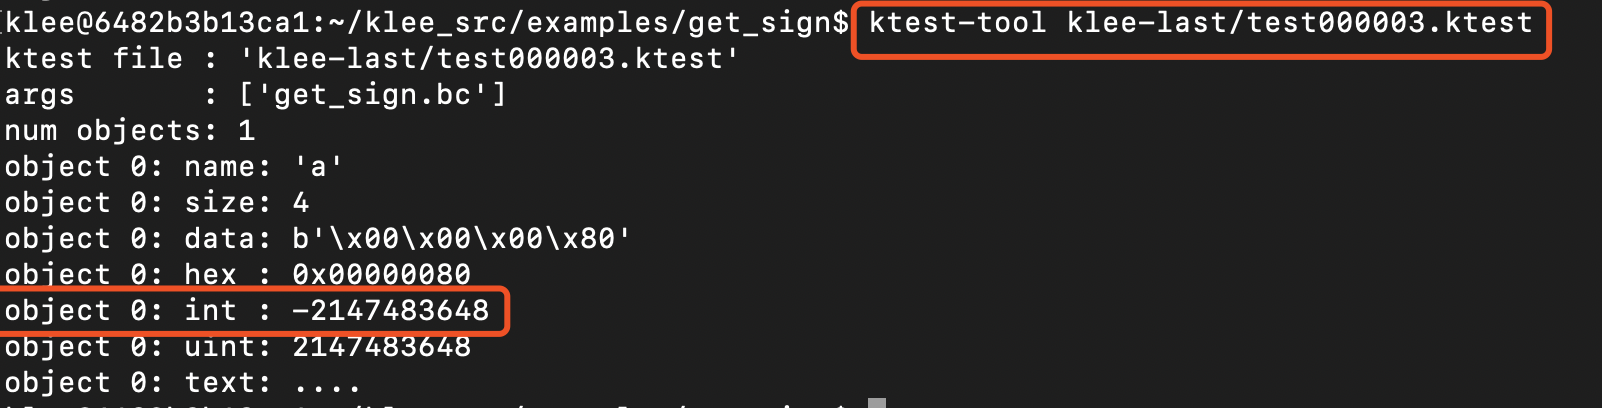 klee@6482b3b13ca1:~/klee_src/examples/get_sign$ ktest-tool klee-last/test000003.ktest
ktest file : 'klee-last/test000003.ktest'
args       : ['get_sign.bc']
num objects: 1
object 0: name: 'a'
object 0: size: 4
object 0: data: b'\x00\x00\x00\x80'
object 0: hex : 0x00000080
object 0: int : -2147483648
object 0: uint: 2147483648
object 0: text: ....